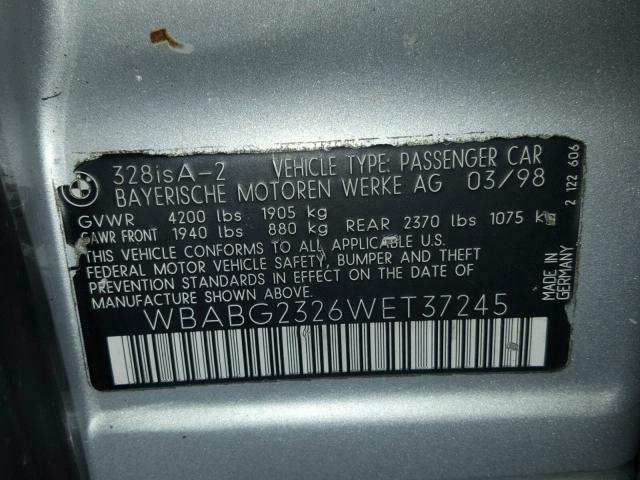 328isA-2 VEHICLE TYPE: PASSENGER CAR
BAYERISCHE MOTOREN WERKE AG 03/98
GVWR 4200 lbs 1905 kg
GAWR FRONT 1940 lbs 880 kg REAR 2370 lbs 1075 kg
THIS VEHICLE CONFORMS TO ALL APPLICABLE U.S.
FEDERAL MOTOR VEHICLE SAFETY, BUMPER AND THEFT
PREVENTION STANDARDS IN EFFECT ON THE DATE OF
MANUFACTURE SHOWN ABOVE.
WBABG2326WET37245
MADE IN
GERMANY
2 122 606